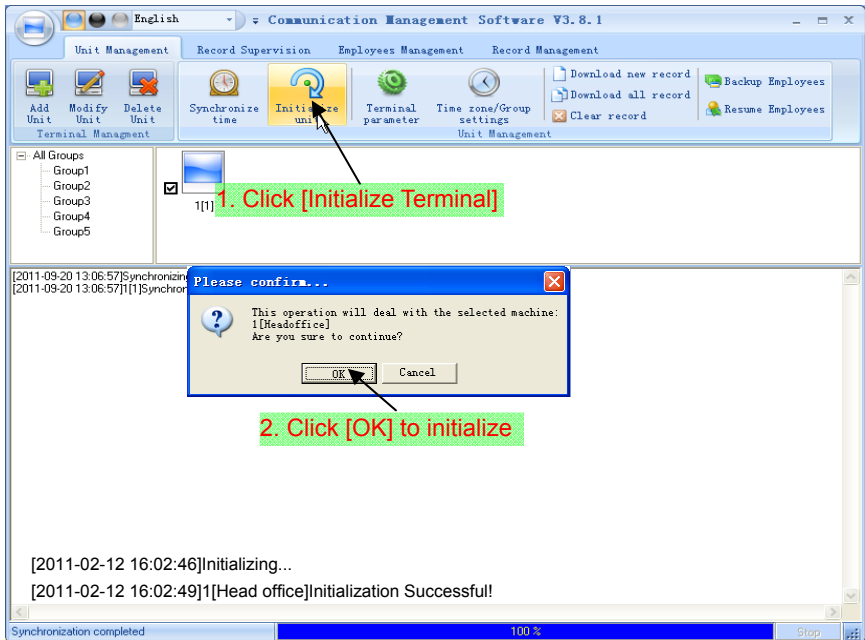 English
Communication Management Software V3.8.1
Unit Management
Record Supervision
Employees Management
Record Management
Add Unit
Modify Unit
Delete Unit
Terminal Managment
Synchronize time
Initialize unit
Terminal parameter
Time zone/Group settings
Download new record
Download all record
Clear record
Unit Management
Backup Employees
Resume Employees
All Groups
Group1
Group2
Group3
Group4
Group5
1[1]
1. Click [Initialize Terminal]
[2011-09-20 13:06:57]Synchronizin
[2011-09-20 13:06:57]1[1]Synchron
Please confirm...
This operation will deal with the selected machine:
1[Headoffice]
Are you sure to continue?
OK
Cancel
2. Click [OK] to initialize
[2011-02-12 16:02:46]Initializing...
[2011-02-12 16:02:49]1[Head office]Initialization Successful!
Synchronization completed
100 %
Stop